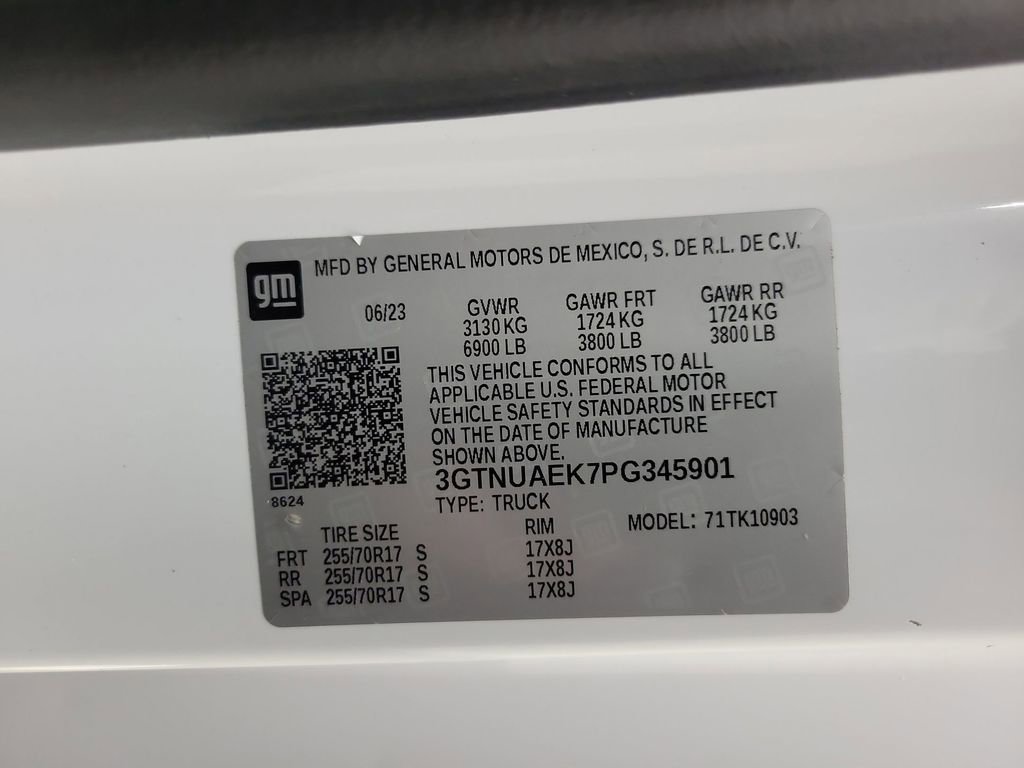 MFD BY GENERAL MOTORS DE MEXICO, S. DE R.L. DE C.V.
gm
06/23 GVWR GAWR FRT GAWR RR
3130 KG 1724 KG 1724 KG
6900 LB 3800 LB 3800 LB
THIS VEHICLE CONFORMS TO ALL
APPLICABLE U.S. FEDERAL MOTOR
VEHICLE SAFETY STANDARDS IN EFFECT
ON THE DATE OF MANUFACTURE
SHOWN ABOVE.
3GTNUAEK7PG345901
8624
TYPE: TRUCK
TIRE SIZE RIM MODEL: 71TK10903
FRT 255/70R17 S 17X8J
RR 255/70R17 S 17X8J
SPA 255/70R17 S 17X8J